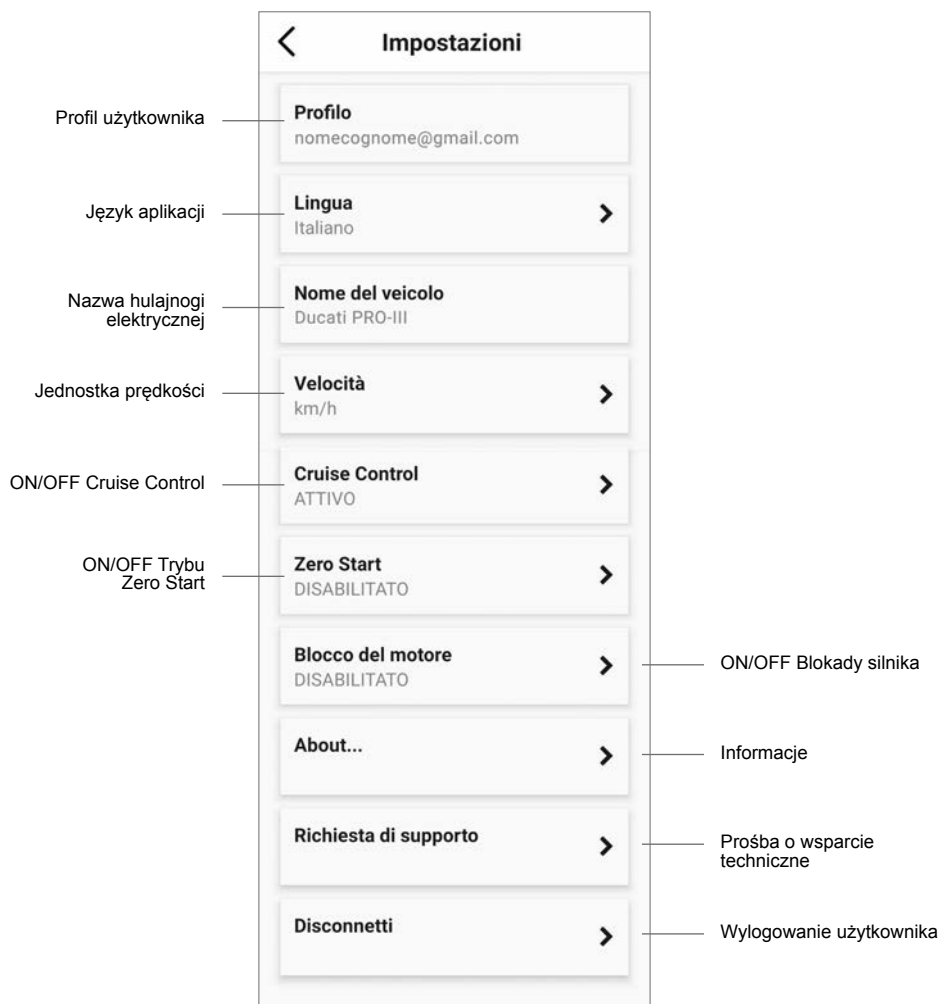 Impostazioni
Profil użytkownika
Profilo
nomecognome@gmail.com
Język aplikacji
Lingua
Italiano
Nazwa hulajnogi
elektrycznej
Nome del veicolo
Ducati PRO-III
Jednostka prędkości
Velocità
km/h
ON/OFF Cruise Control
Cruise Control
ATTIVO
ON/OFF Trybu
Zero Start
Zero Start
DISABILITATO
Blocco del motore
DISABILITATO
ON/OFF Blokady silnika
About...
Informacje
Richiesta di supporto
Prośba o wsparcie
techniczne
Disconnetti
Wylogowanie użytkownika